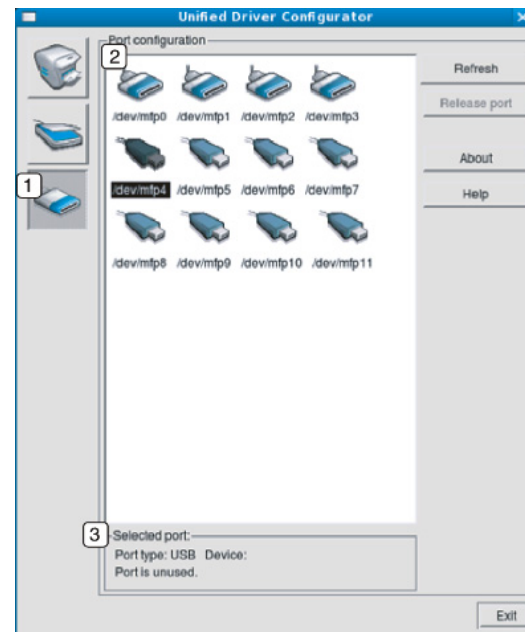 Unified Driver Configurator
Port configuration
2
Refresh
/dev/mfp0 /dev/mfp1 /dev/mfp2 /dev/mfp3
Release port
About
1
/dev/mfp4 /dev/mfp5 /dev/mfp6 /dev/mfp7
Help
/dev/mfp8 /dev/mfp9 /dev/mfp10 /dev/mfp11
3
Selected port:
Port type: USB Device:
Port is unused.
Exit